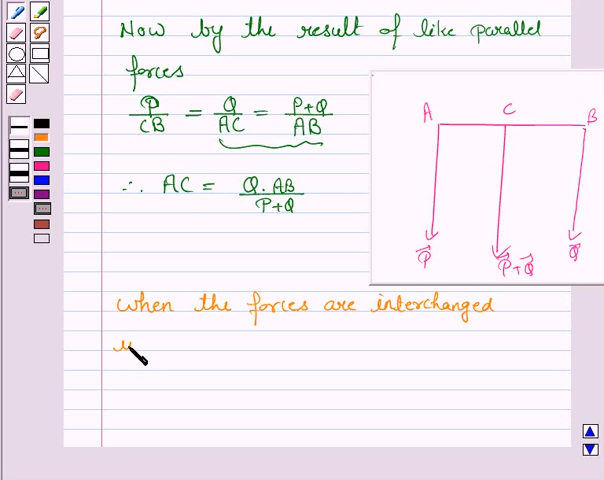 Now by the result of like parallel
forces
P/CB = Q/AC = P+Q/AB
∴ AC = Q.AB/P+Q
A C B
P⃗ P⃗+Q⃗ Q⃗
when the forces are interchanged